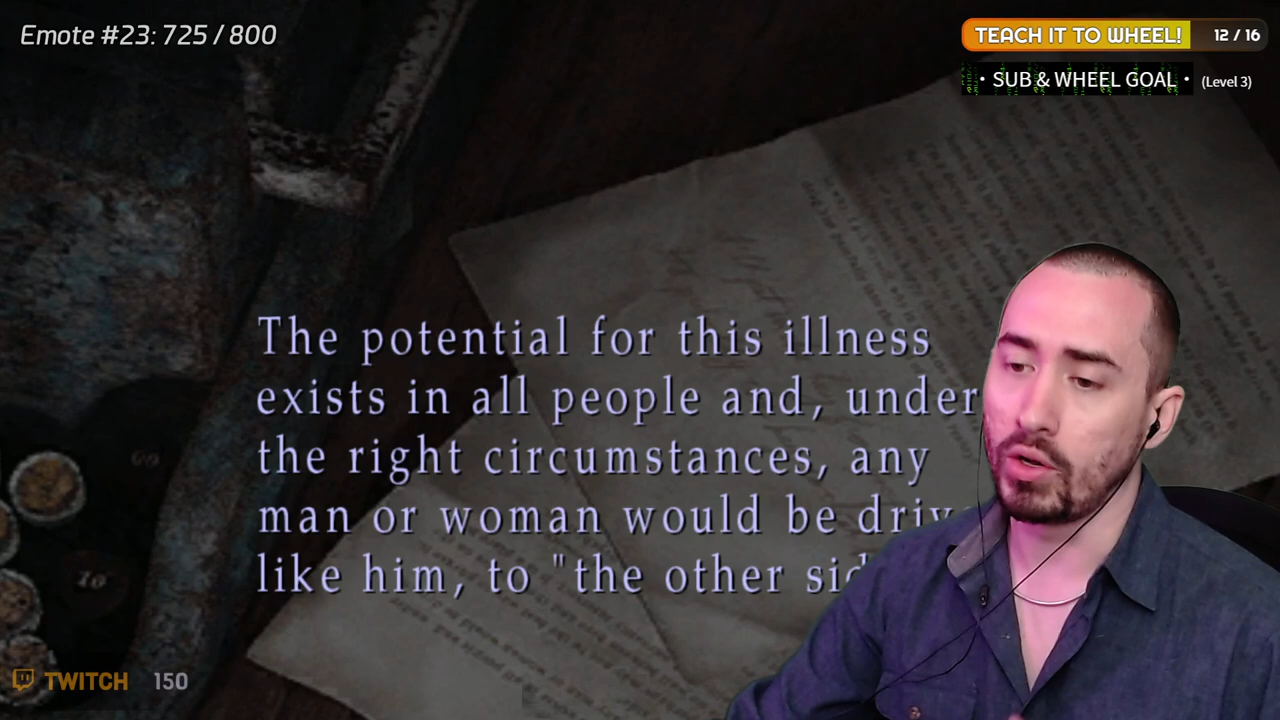 Emote #23: 725 / 800
TEACH IT TO WHEEL! 12 / 16
• SUB & WHEEL GOAL • (Level 3)
The potential for this illness
exists in all people and, under
the right circumstances, any
man or woman would be
like him, to "the other
TWITCH 150